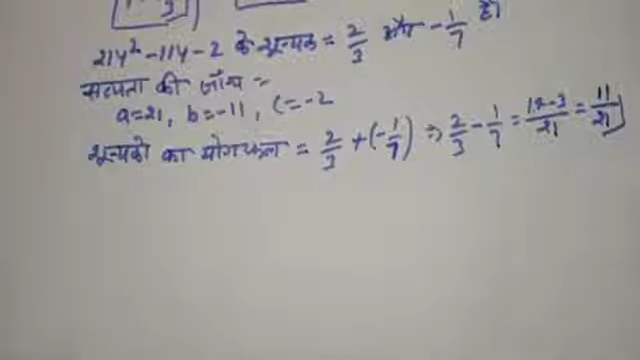 21y² - 11y - 2 के शून्यक = 2/3 और -1/7 है।
सत्यता की जाँच :-
a = 21, b = -11, c = -2
शून्यको का योगफल = 2/3 + (-1/7) ⇒ 2/3 - 1/7 = 14-3/21 = 11/21